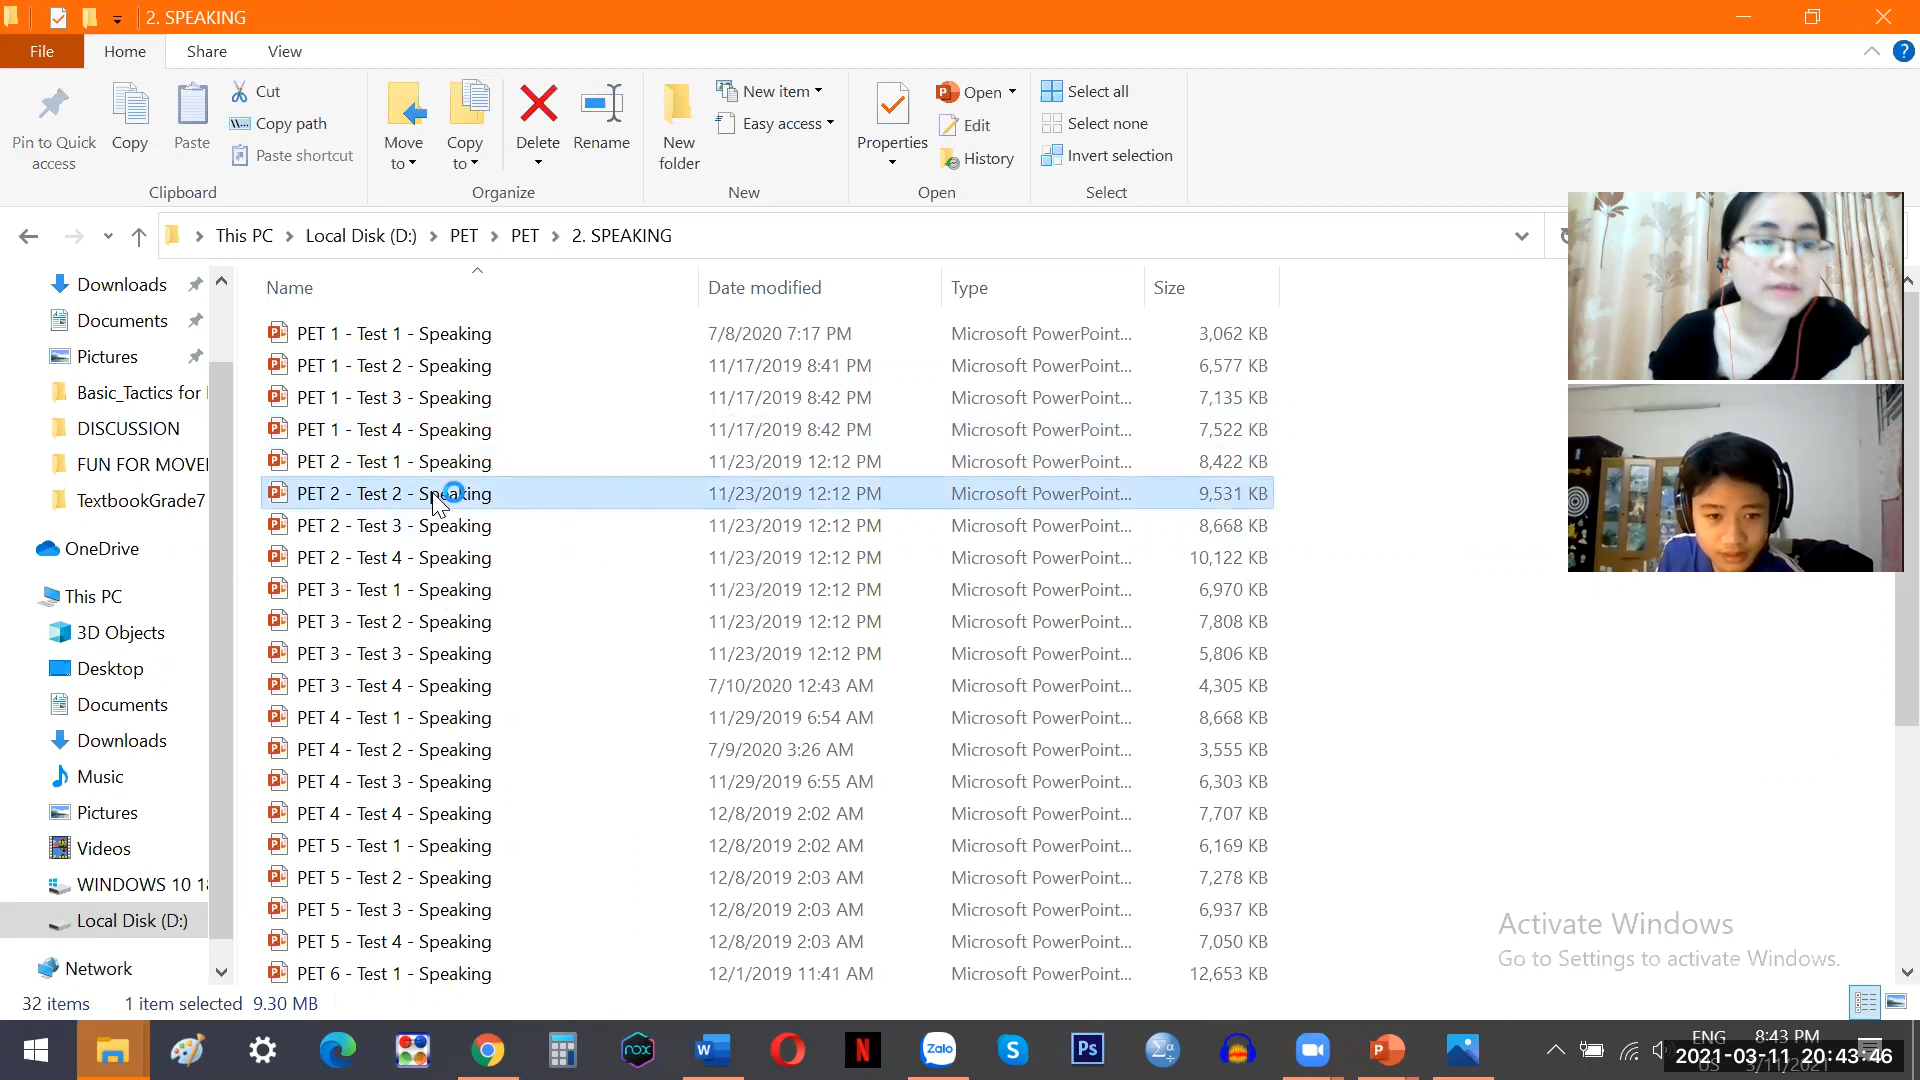 2. SPEAKING
File Home Share View
Pin to Quick access
Copy
Paste
Cut
Copy path
Paste shortcut
Clipboard
Move to
Copy to
Delete
Rename
Organize
New folder
New item
Easy access
New
Properties
Open
Edit
History
Open
Select all
Select none
Invert selection
Select
This PC Local Disk (D:) PET PET 2. SPEAKING
Downloads
Documents
Pictures
Basic_Tactics for
DISCUSSION
FUN FOR MOVE
TextbookGrade7
OneDrive
This PC
3D Objects
Desktop
Documents
Downloads
Music
Pictures
Videos
WINDOWS 10
Local Disk (D:)
Network
Name Date modified Type Size
PET 1 - Test 1 - Speaking 7/8/2020 7:17 PM Microsoft PowerPoint... 3,062 KB
PET 1 - Test 2 - Speaking 11/17/2019 8:41 PM Microsoft PowerPoint... 6,577 KB
PET 1 - Test 3 - Speaking 11/17/2019 8:42 PM Microsoft PowerPoint... 7,135 KB
PET 1 - Test 4 - Speaking 11/17/2019 8:42 PM Microsoft PowerPoint... 7,522 KB
PET 2 - Test 1 - Speaking 11/23/2019 12:12 PM Microsoft PowerPoint... 8,422 KB
PET 2 - Test 2 - Speaking 11/23/2019 12:12 PM Microsoft PowerPoint... 9,531 KB
PET 2 - Test 3 - Speaking 11/23/2019 12:12 PM Microsoft PowerPoint... 8,668 KB
PET 2 - Test 4 - Speaking 11/23/2019 12:12 PM Microsoft PowerPoint... 10,122 KB
PET 3 - Test 1 - Speaking 11/23/2019 12:12 PM Microsoft PowerPoint... 6,970 KB
PET 3 - Test 2 - Speaking 11/23/2019 12:12 PM Microsoft PowerPoint... 7,808 KB
PET 3 - Test 3 - Speaking 11/23/2019 12:12 PM Microsoft PowerPoint... 5,806 KB
PET 3 - Test 4 - Speaking 7/10/2020 12:43 AM Microsoft PowerPoint... 4,305 KB
PET 4 - Test 1 - Speaking 11/29/2019 6:54 AM Microsoft PowerPoint... 8,668 KB
PET 4 - Test 2 - Speaking 7/9/2020 3:26 AM Microsoft PowerPoint... 3,555 KB
PET 4 - Test 3 - Speaking 11/29/2019 6:55 AM Microsoft PowerPoint... 6,303 KB
PET 4 - Test 4 - Speaking 12/8/2019 2:02 AM Microsoft PowerPoint... 7,707 KB
PET 5 - Test 1 - Speaking 12/8/2019 2:02 AM Microsoft PowerPoint... 6,169 KB
PET 5 - Test 2 - Speaking 12/8/2019 2:03 AM Microsoft PowerPoint... 7,278 KB
PET 5 - Test 3 - Speaking 12/8/2019 2:03 AM Microsoft PowerPoint... 6,937 KB
PET 5 - Test 4 - Speaking 12/8/2019 2:03 AM Microsoft PowerPoint... 7,050 KB
PET 6 - Test 1 - Speaking 12/1/2019 11:41 AM Microsoft PowerPoint... 12,653 KB
Activate Windows
Go to Settings to activate Windows.
32 items 1 item selected 9.30 MB
nox
W
N
Zalo
S
Ps
Σα
P
ENG 8:43 PM
2021-03-11 20:43:46